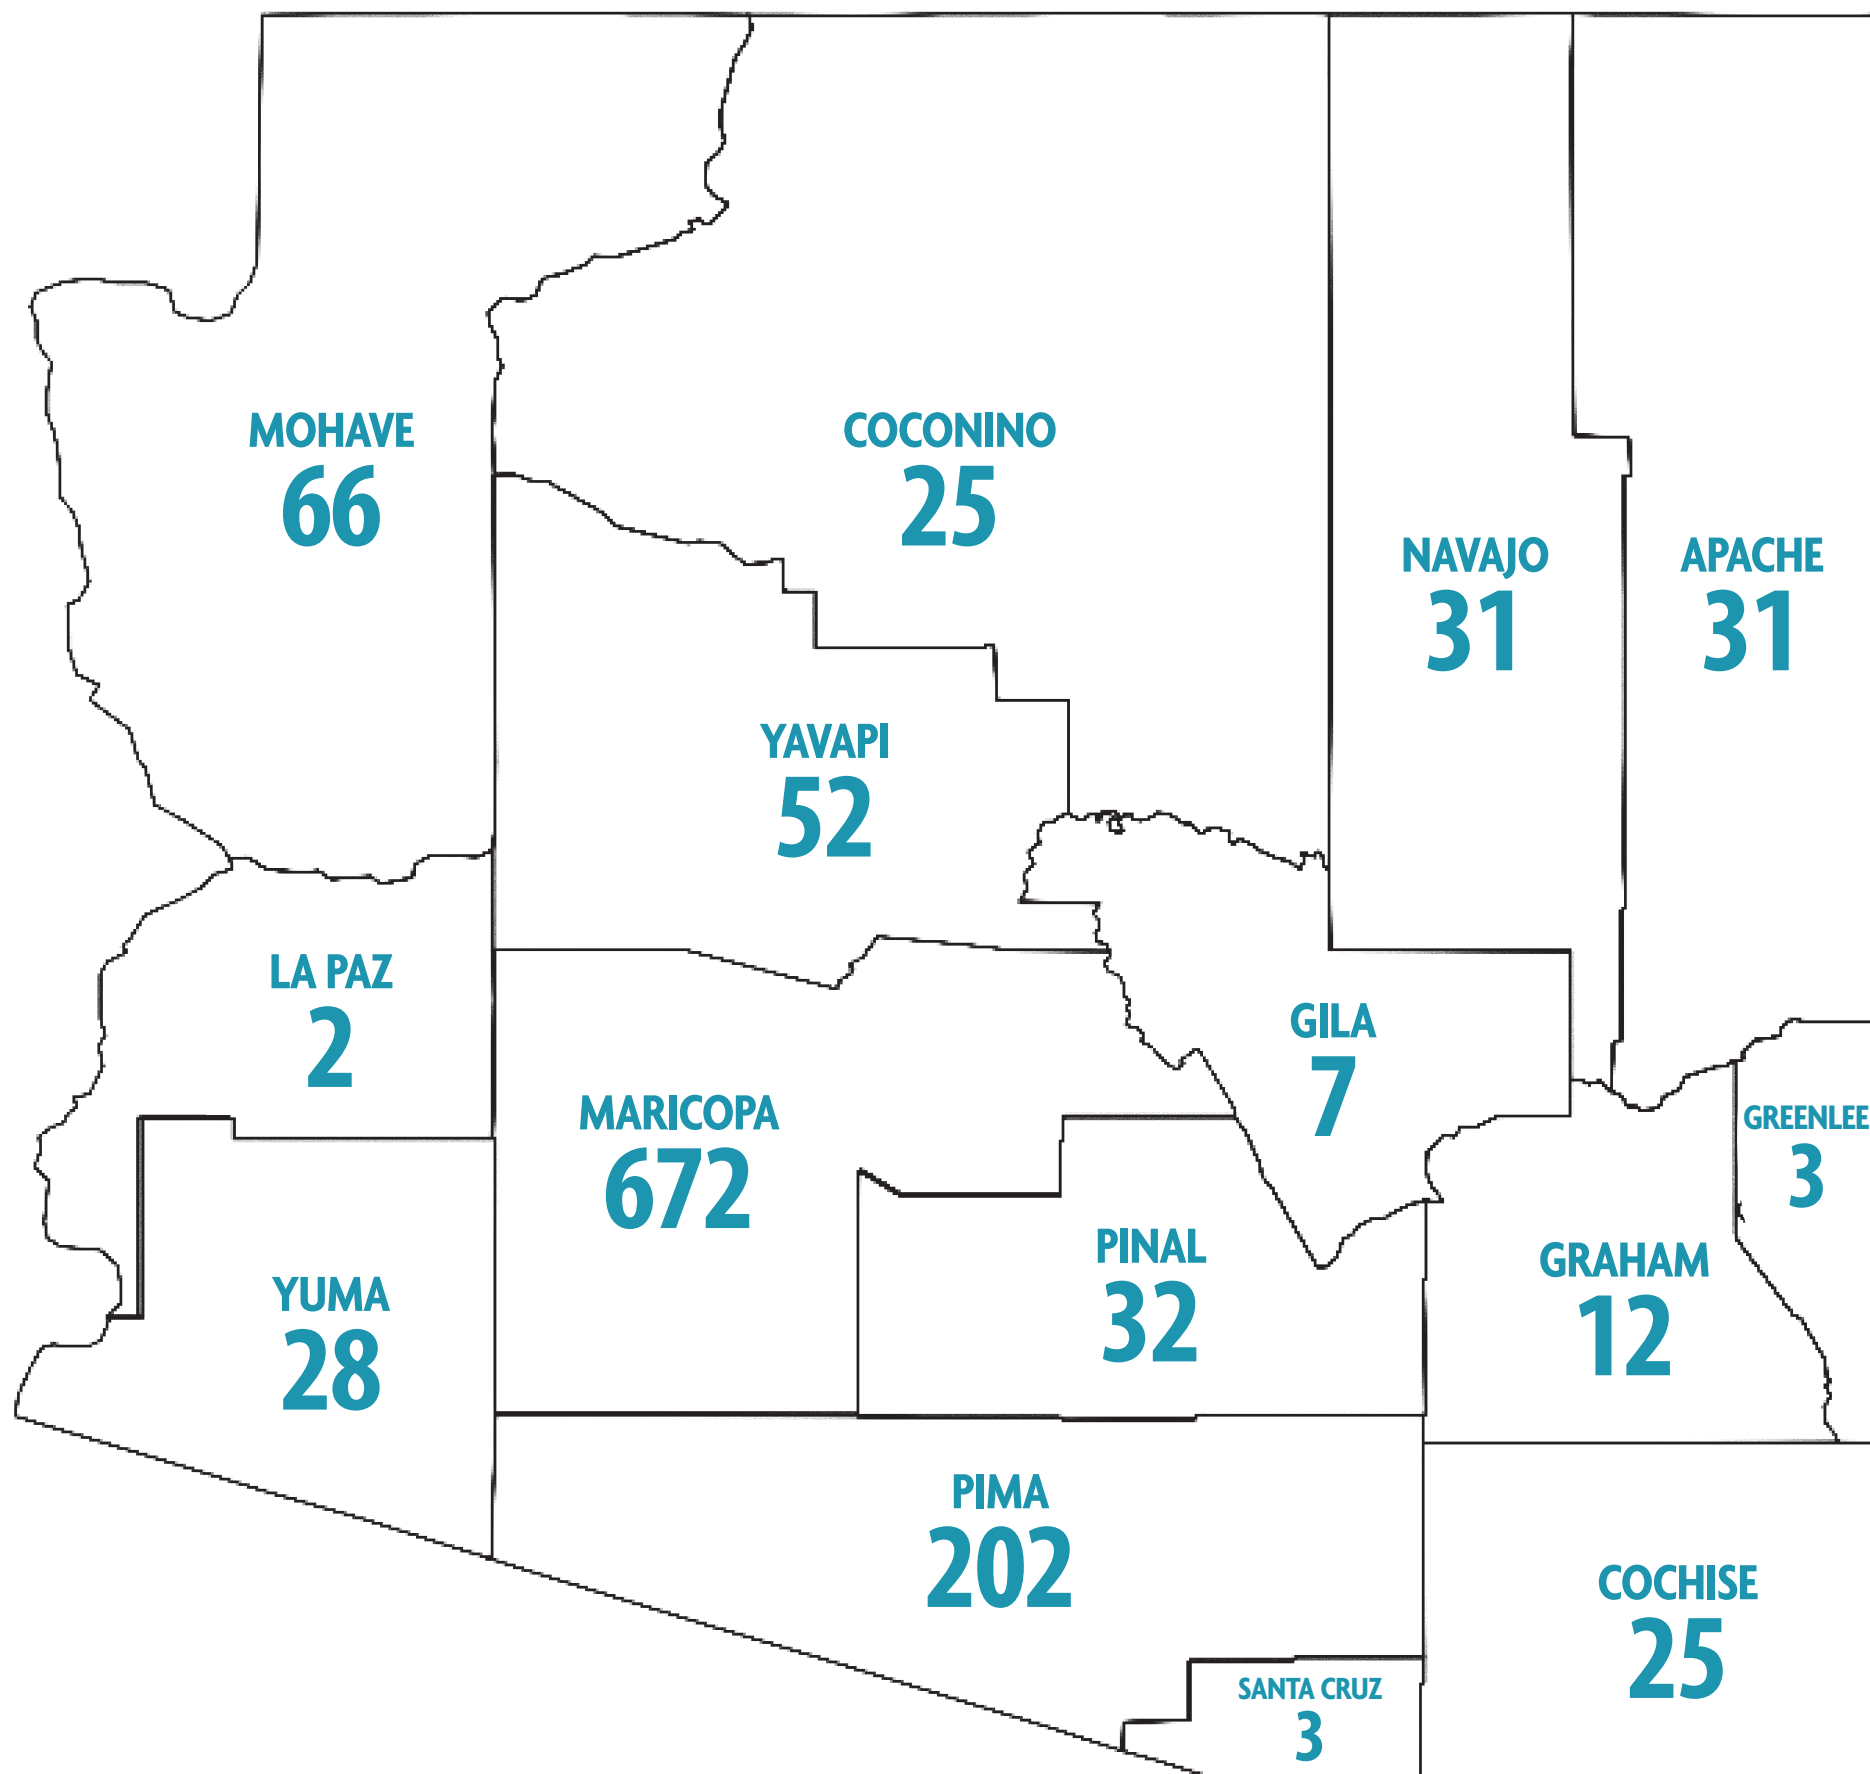 MOHAVE
66
COCONINO
25
NAVAJO
31
APACHE
31
YAVAPI
52
LA PAZ
2
GILA
7
MARICOPA
672
GREENLEE
3
PINAL
32
GRAHAM
12
YUMA
28
PIMA
202
COCHISE
25
SANTA CRUZ
3